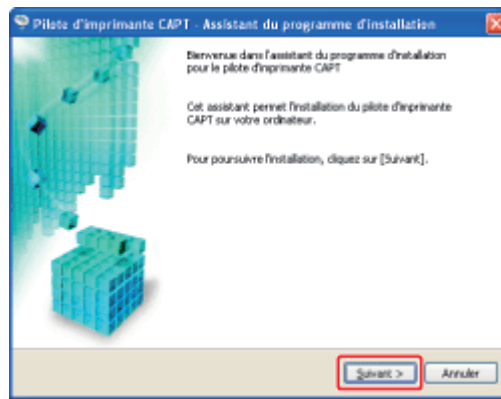 Pilote d'imprimante CAPT - Assistant du programme d'installation
Bienvenue dans l'assistant du programme d'installation
pour le pilote d'imprimante CAPT
Cet assistant permet l'installation du pilote d'imprimante
CAPT sur votre ordinateur.
Pour poursuivre l'installation, cliquez sur [Suivant].
Suivant >
Annuler